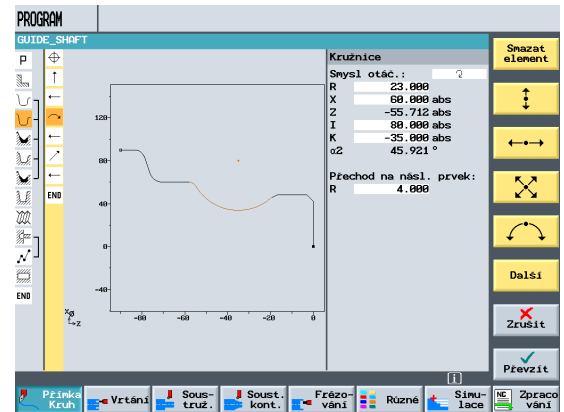 PROGRAM
GUIDE_SHAFT
P
END
END
120
80
40
0
-40
-80
-60
-40
-20
0
XØ
Z
Kružnice
Smysl otáč.:
R 23.000
X 60.000 abs
Z -55.712 abs
I 80.000 abs
K -35.000 abs
α2 45.921 °
Přechod na násl. prvek:
R 4.000
Smazat
element
Další
Zrušit
Převzít
i
Přímka
Kruh
Vrtání
Sous-
truž.
Soust.
kont.
Frézo-
vání
Různé
Simu-
lace
NC
Zpraco
vání